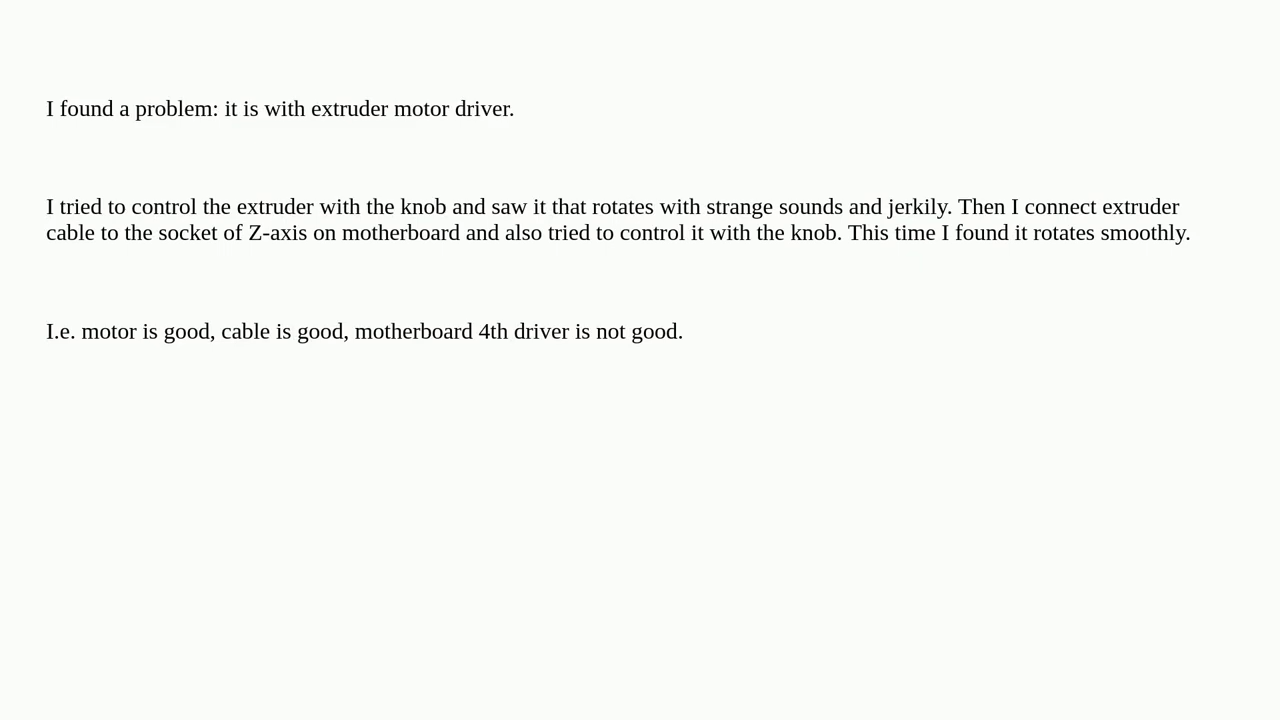 I found a problem: it is with extruder motor driver.
I tried to control the extruder with the knob and saw it that rotates with strange sounds and jerkily. Then I connect extruder
cable to the socket of Z-axis on motherboard and also tried to control it with the knob. This time I found it rotates smoothly.
I.e. motor is good, cable is good, motherboard 4th driver is not good.